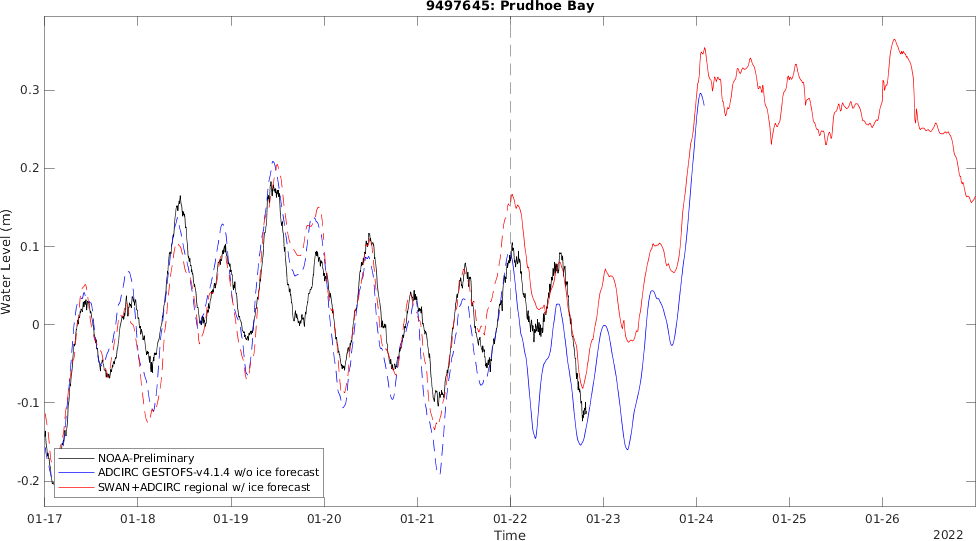 9497645: Prudhoe Bay
Water Level (m)
0.3
0.2
0.1
0
-0.1
-0.2
NOAA-Preliminary
ADCIRC GESTOFS-v4.1.4 w/o ice forecast
SWAN+ADCIRC regional w/ ice forecast
01-17 01-18 01-19 01-20 01-21 01-22 01-23 01-24 01-25 01-26
Time
2022